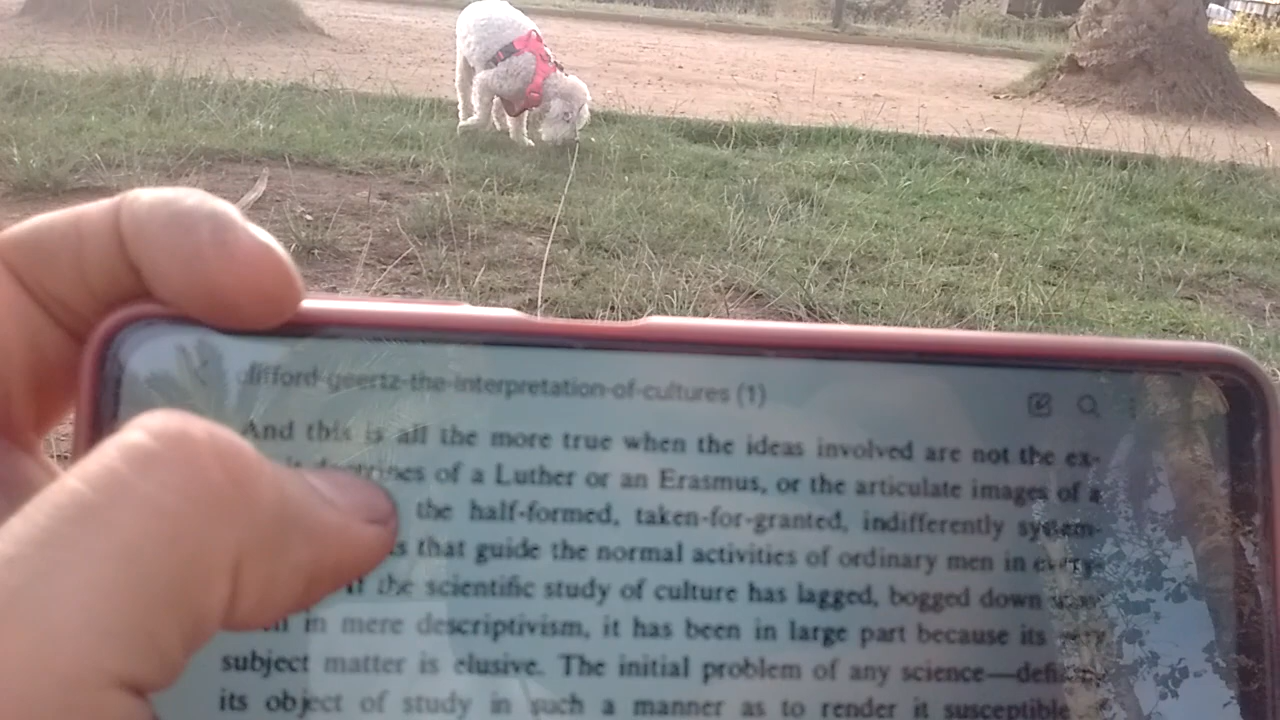 clifford-geertz-the-interpretation-of-cultures (1)
And this is all the more true when the ideas involved are not the ex-
doctrines of a Luther or an Erasmus, or the articulate images of a
the half-formed, taken-for-granted, indifferently system-
that guide the normal activities of ordinary men in every-
the scientific study of culture has lagged, bogged down
in mere descriptivism, it has been in large part because its very
subject matter is elusive. The initial problem of any science—defining
its object of study in such a manner as to render it susceptible